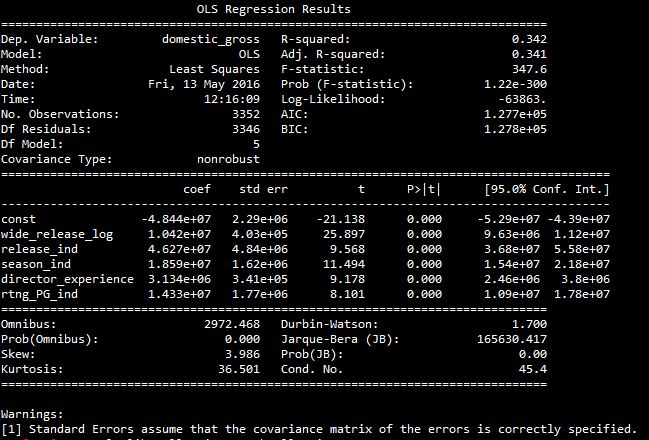 OLS Regression Results
Dep. Variable: domestic_gross R-squared: 0.342
Model: OLS Adj. R-squared: 0.341
Method: Least Squares F-statistic: 347.6
Date: Fri, 13 May 2016 Prob (F-statistic): 1.22e-300
Time: 12:16:09 Log-Likelihood: -63863.
No. Observations: 3352 AIC: 1.277e+05
Df Residuals: 3346 BIC: 1.278e+05
Df Model: 5
Covariance Type: nonrobust
coef std err t P>|t| [95.0% Conf. Int.]
const -4.844e+07 2.29e+06 -21.138 0.000 -5.29e+07 -4.39e+07
wide_release_log 1.042e+07 4.03e+05 25.897 0.000 9.63e+06 1.12e+07
release_ind 4.627e+07 4.84e+06 9.568 0.000 3.68e+07 5.58e+07
season_ind 1.859e+07 1.62e+06 11.494 0.000 1.54e+07 2.18e+07
director_experience 3.134e+06 3.41e+05 9.178 0.000 2.46e+06 3.8e+06
rtng_PG_ind 1.433e+07 1.77e+06 8.101 0.000 1.09e+07 1.78e+07
Omnibus: 2972.468 Durbin-Watson: 1.700
Prob(Omnibus): 0.000 Jarque-Bera (JB): 165630.417
Skew: 3.986 Prob(JB): 0.00
Kurtosis: 36.501 Cond. No. 45.4
Warnings:
[1] Standard Errors assume that the covariance matrix of the errors is correctly specified.